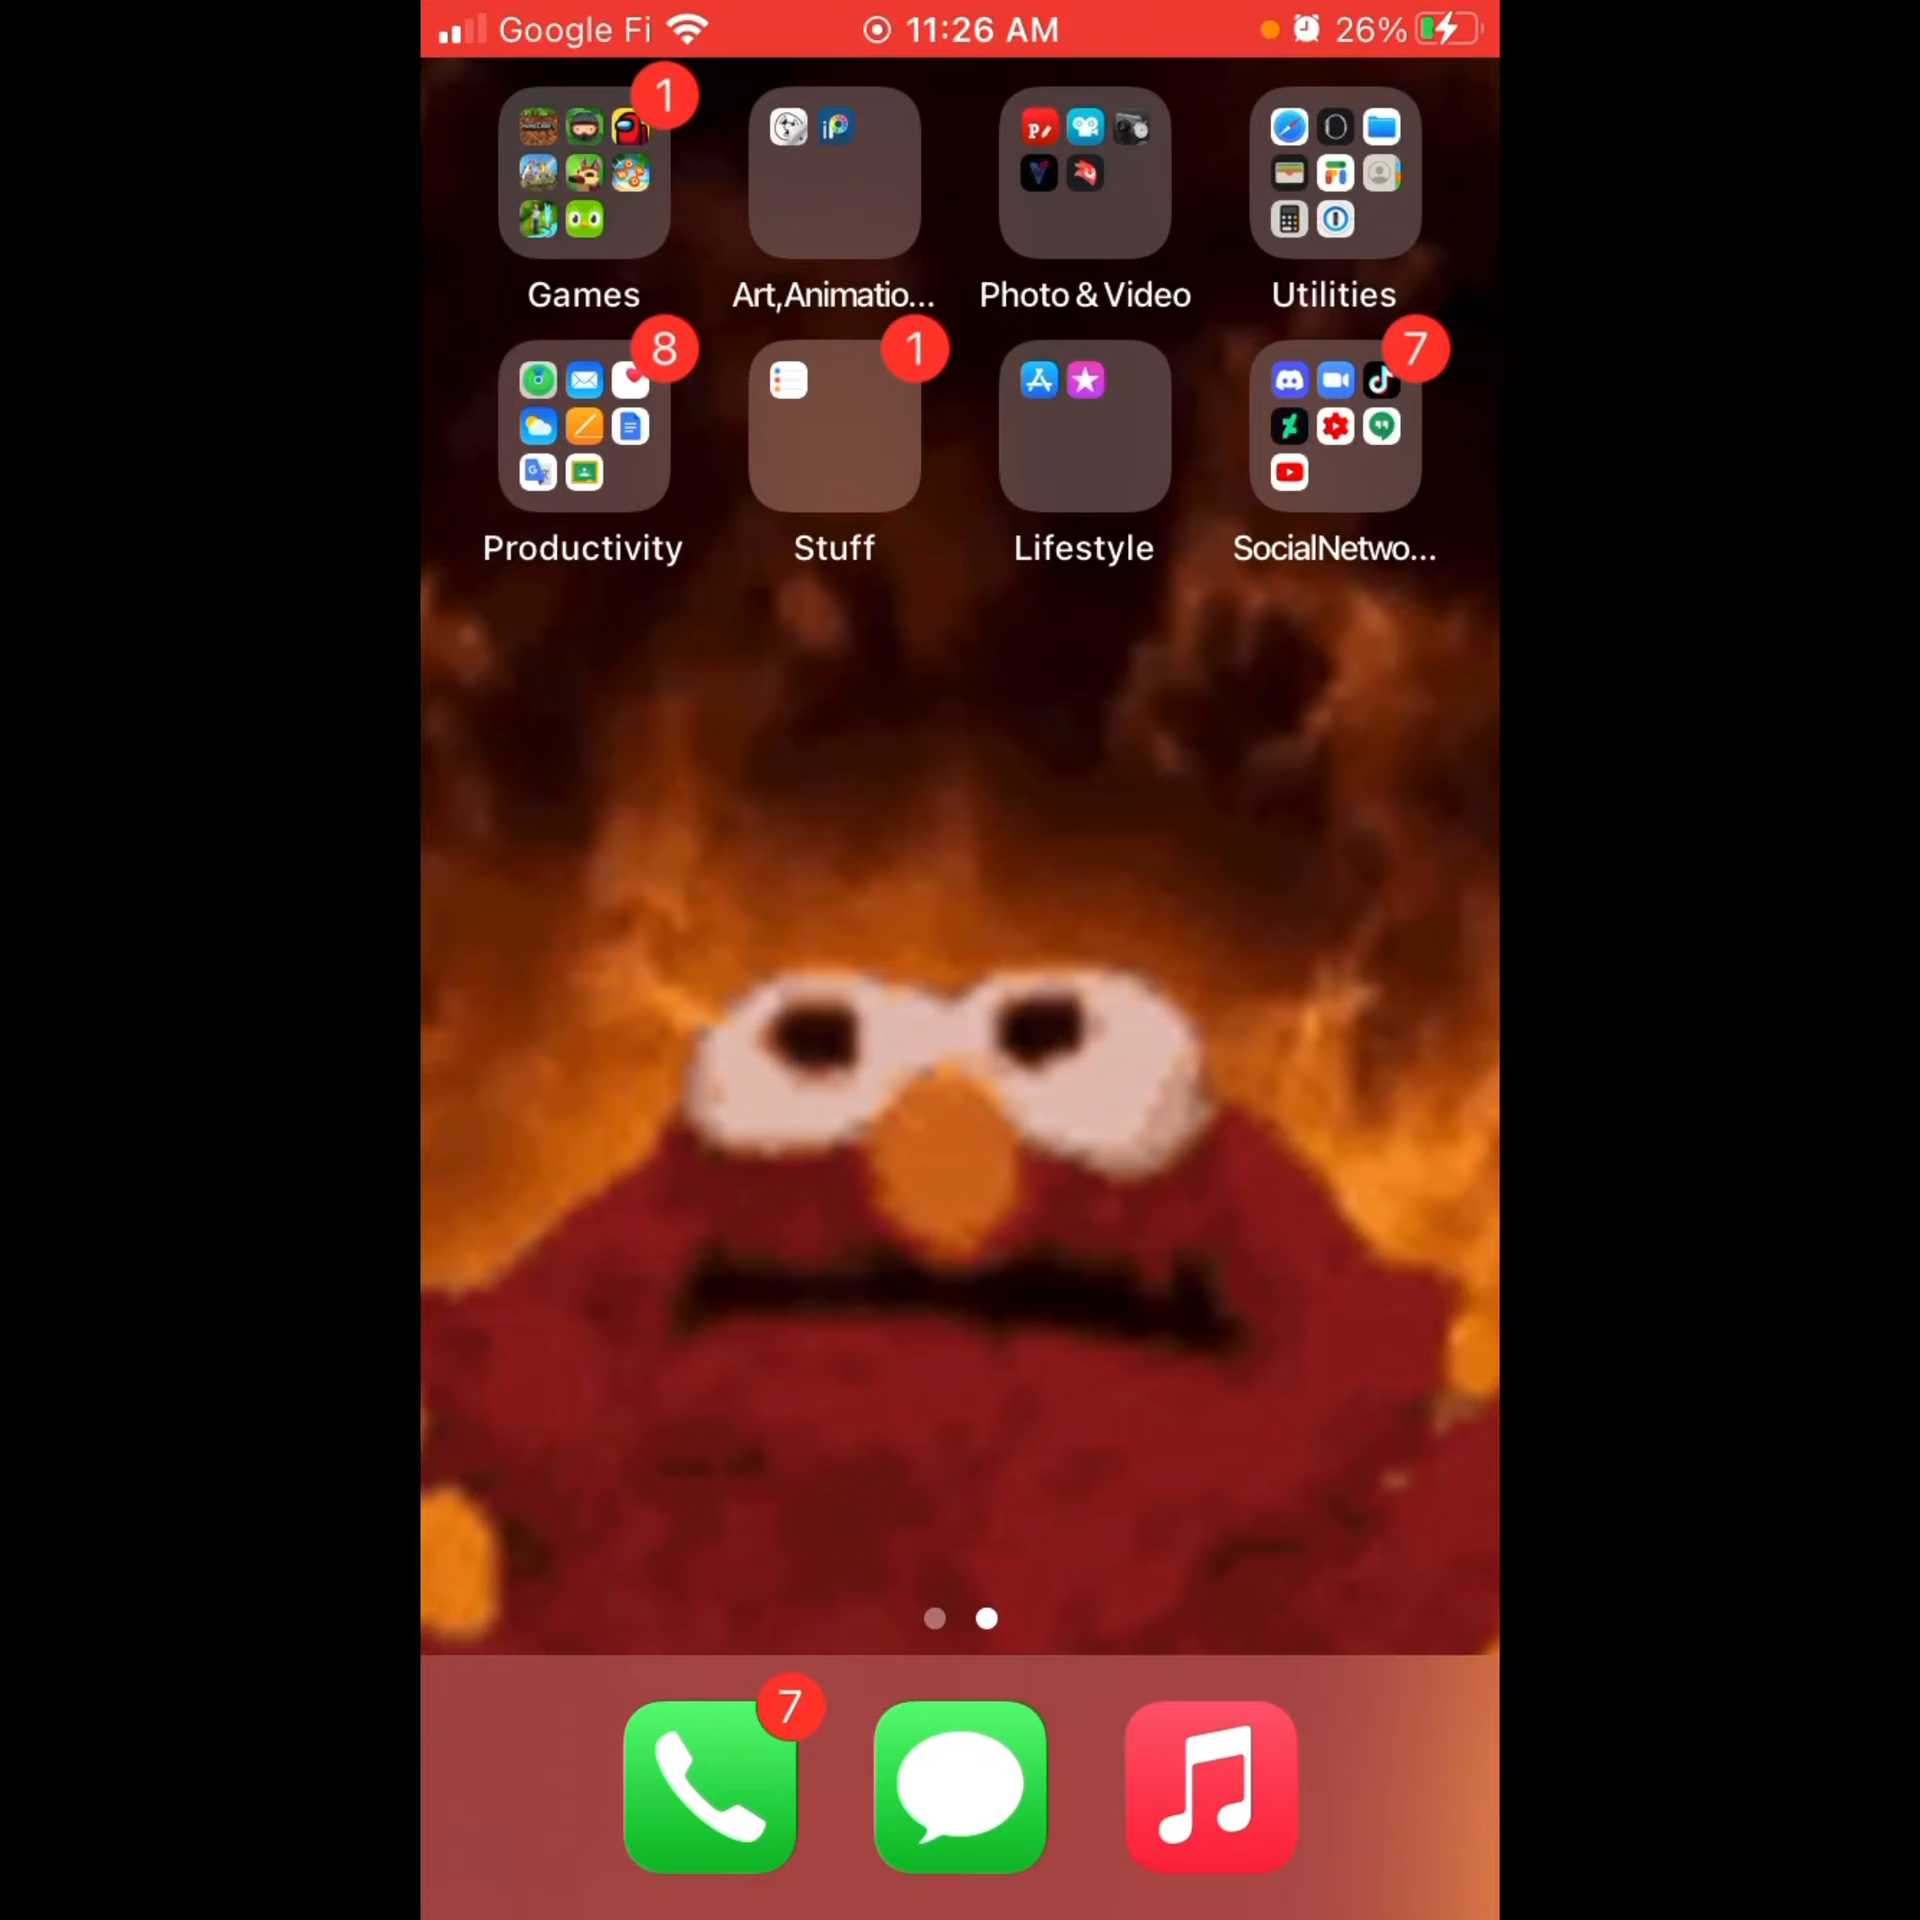 Google Fi 11:26 AM 26%
1
Games Art,Animatio... Photo & Video Utilities
8 1 7
Productivity Stuff Lifestyle SocialNetwo...
7